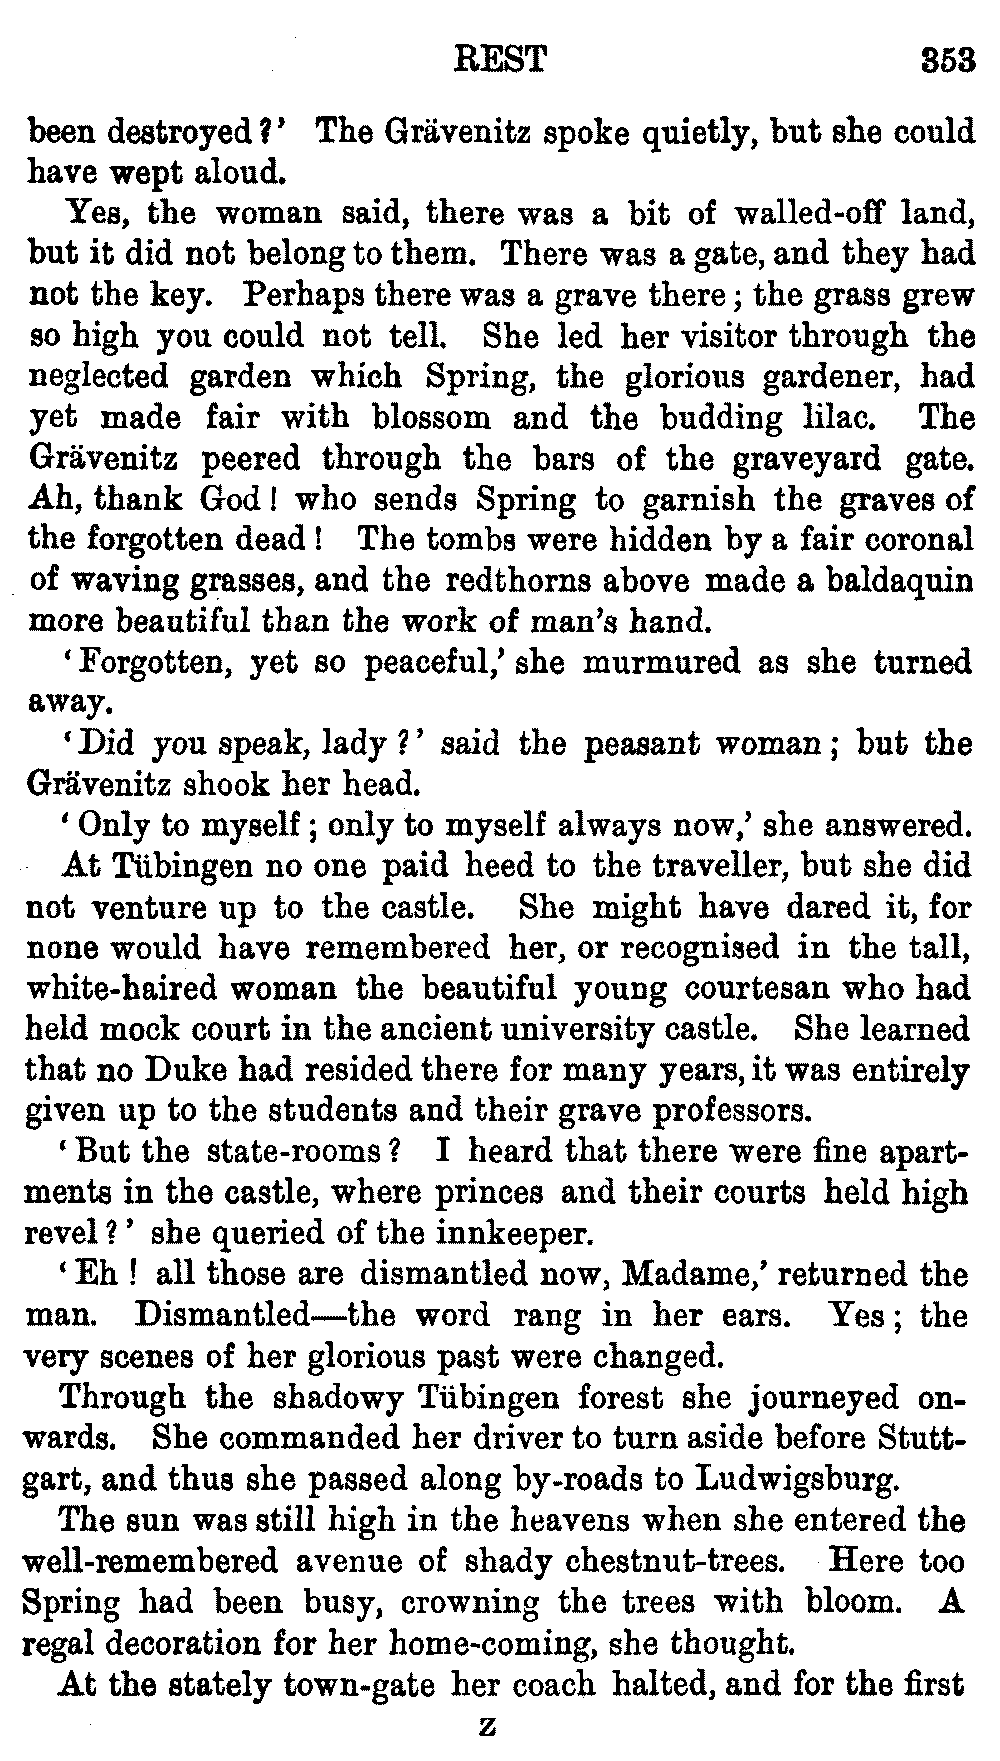 REST 353
been destroyed?' The Grävenitz spoke quietly, but she could
have wept aloud.
Yes, the woman said, there was a bit of walled-off land,
but it did not belong to them. There was a gate, and they had
not the key. Perhaps there was a grave there; the grass grew
so high you could not tell. She led her visitor through the
neglected garden which Spring, the glorious gardener, had
yet made fair with blossom and the budding lilac. The
Grävenitz peered through the bars of the graveyard gate.
Ah, thank God! who sends Spring to garnish the graves of
the forgotten dead! The tombs were hidden by a fair coronal
of waving grasses, and the redthorns above made a baldaquin
more beautiful than the work of man's hand.
'Forgotten, yet so peaceful,' she murmured as she turned
away.
'Did you speak, lady?' said the peasant woman; but the
Grävenitz shook her head.
'Only to myself; only to myself always now,' she answered.
At Tübingen no one paid heed to the traveller, but she did
not venture up to the castle. She might have dared it, for
none would have remembered her, or recognised in the tall,
white-haired woman the beautiful young courtesan who had
held mock court in the ancient university castle. She learned
that no Duke had resided there for many years, it was entirely
given up to the students and their grave professors.
'But the state-rooms? I heard that there were fine apart-
ments in the castle, where princes and their courts held high
revel?' she queried of the innkeeper.
'Eh! all those are dismantled now, Madame,' returned the
man. Dismantled—the word rang in her ears. Yes; the
very scenes of her glorious past were changed.
Through the shadowy Tübingen forest she journeyed on-
wards. She commanded her driver to turn aside before Stutt-
gart, and thus she passed along by-roads to Ludwigsburg.
The sun was still high in the heavens when she entered the
well-remembered avenue of shady chestnut-trees. Here too
Spring had been busy, crowning the trees with bloom. A
regal decoration for her home-coming, she thought.
At the stately town-gate her coach halted, and for the first
Z